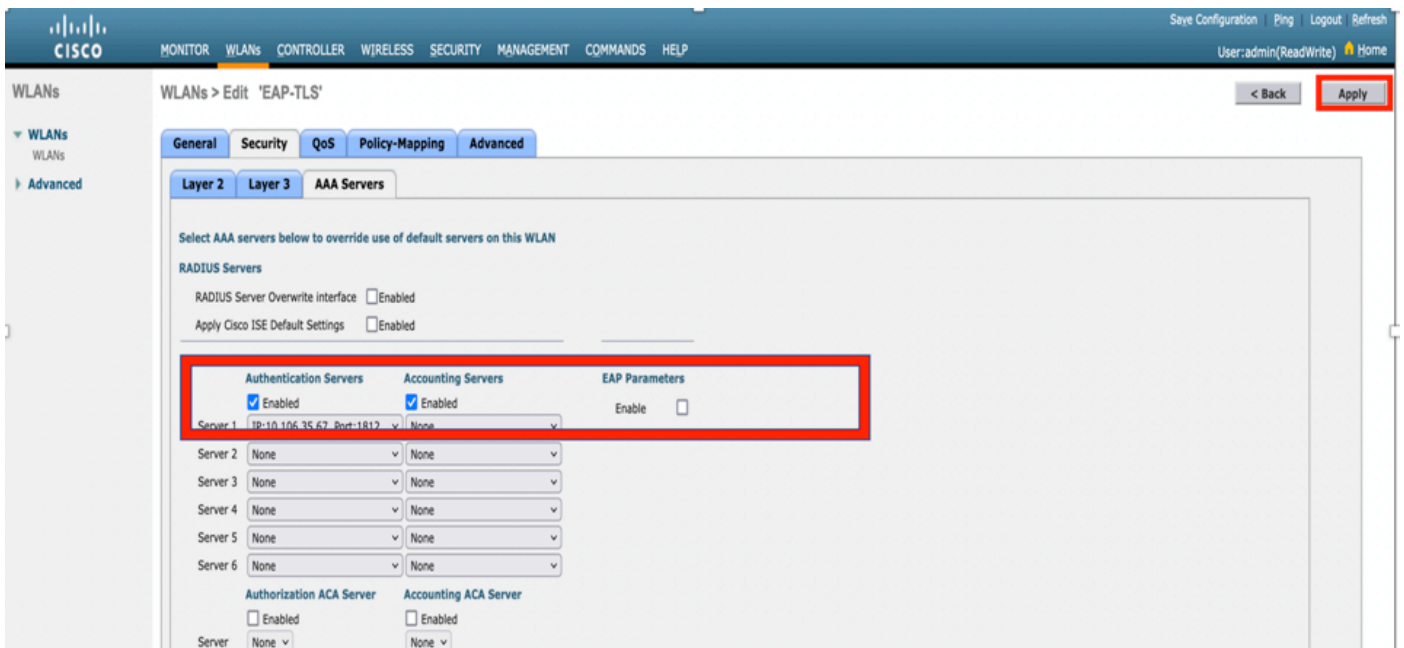 Save Configuration | Ping | Logout | Refresh
CISCO
MONITOR WLANs CONTROLLER WIRELESS SECURITY MANAGEMENT COMMANDS HELP
User:admin(ReadWrite) Home
WLANs
WLANs > Edit 'EAP-TLS'
< Back
Apply
WLANs
WLANs
Advanced
General Security QoS Policy-Mapping Advanced
Layer 2 Layer 3 AAA Servers
Select AAA servers below to override use of default servers on this WLAN
RADIUS Servers
RADIUS Server Overwrite interface Enabled
Apply Cisco ISE Default Settings Enabled
Authentication Servers Accounting Servers EAP Parameters
Enabled Enabled Enable
Server 1 IP:10.106.35.67, Port:1812 None
Server 2 None None
Server 3 None None
Server 4 None None
Server 5 None None
Server 6 None None
Authorization ACA Server Accounting ACA Server
Enabled Enabled
Server None None